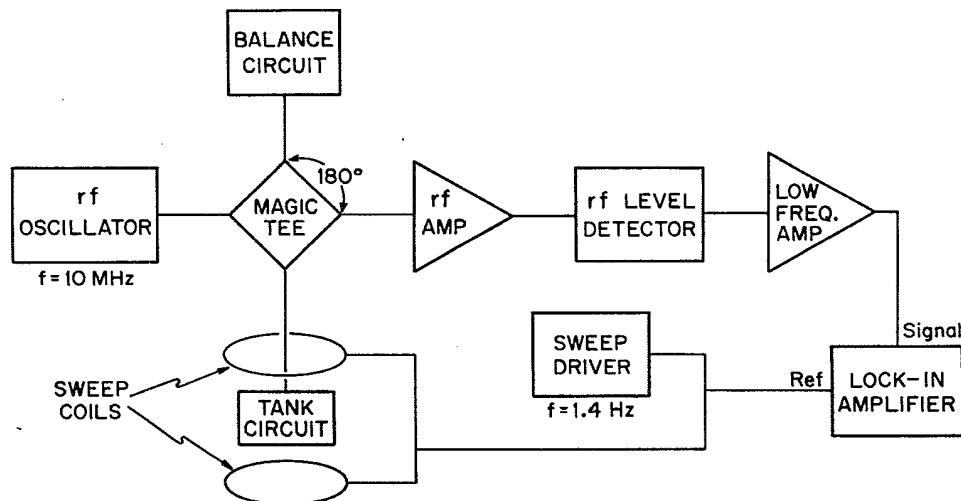 BALANCE
CIRCUIT
180°
rf
OSCILLATOR
f = 10 MHz
MAGIC
TEE
rf
AMP
rf LEVEL
DETECTOR
LOW
FREQ.
AMP
SWEEP
COILS
TANK
CIRCUIT
SWEEP
DRIVER
f = 1.4 Hz
Signal
Ref
LOCK-IN
AMPLIFIER